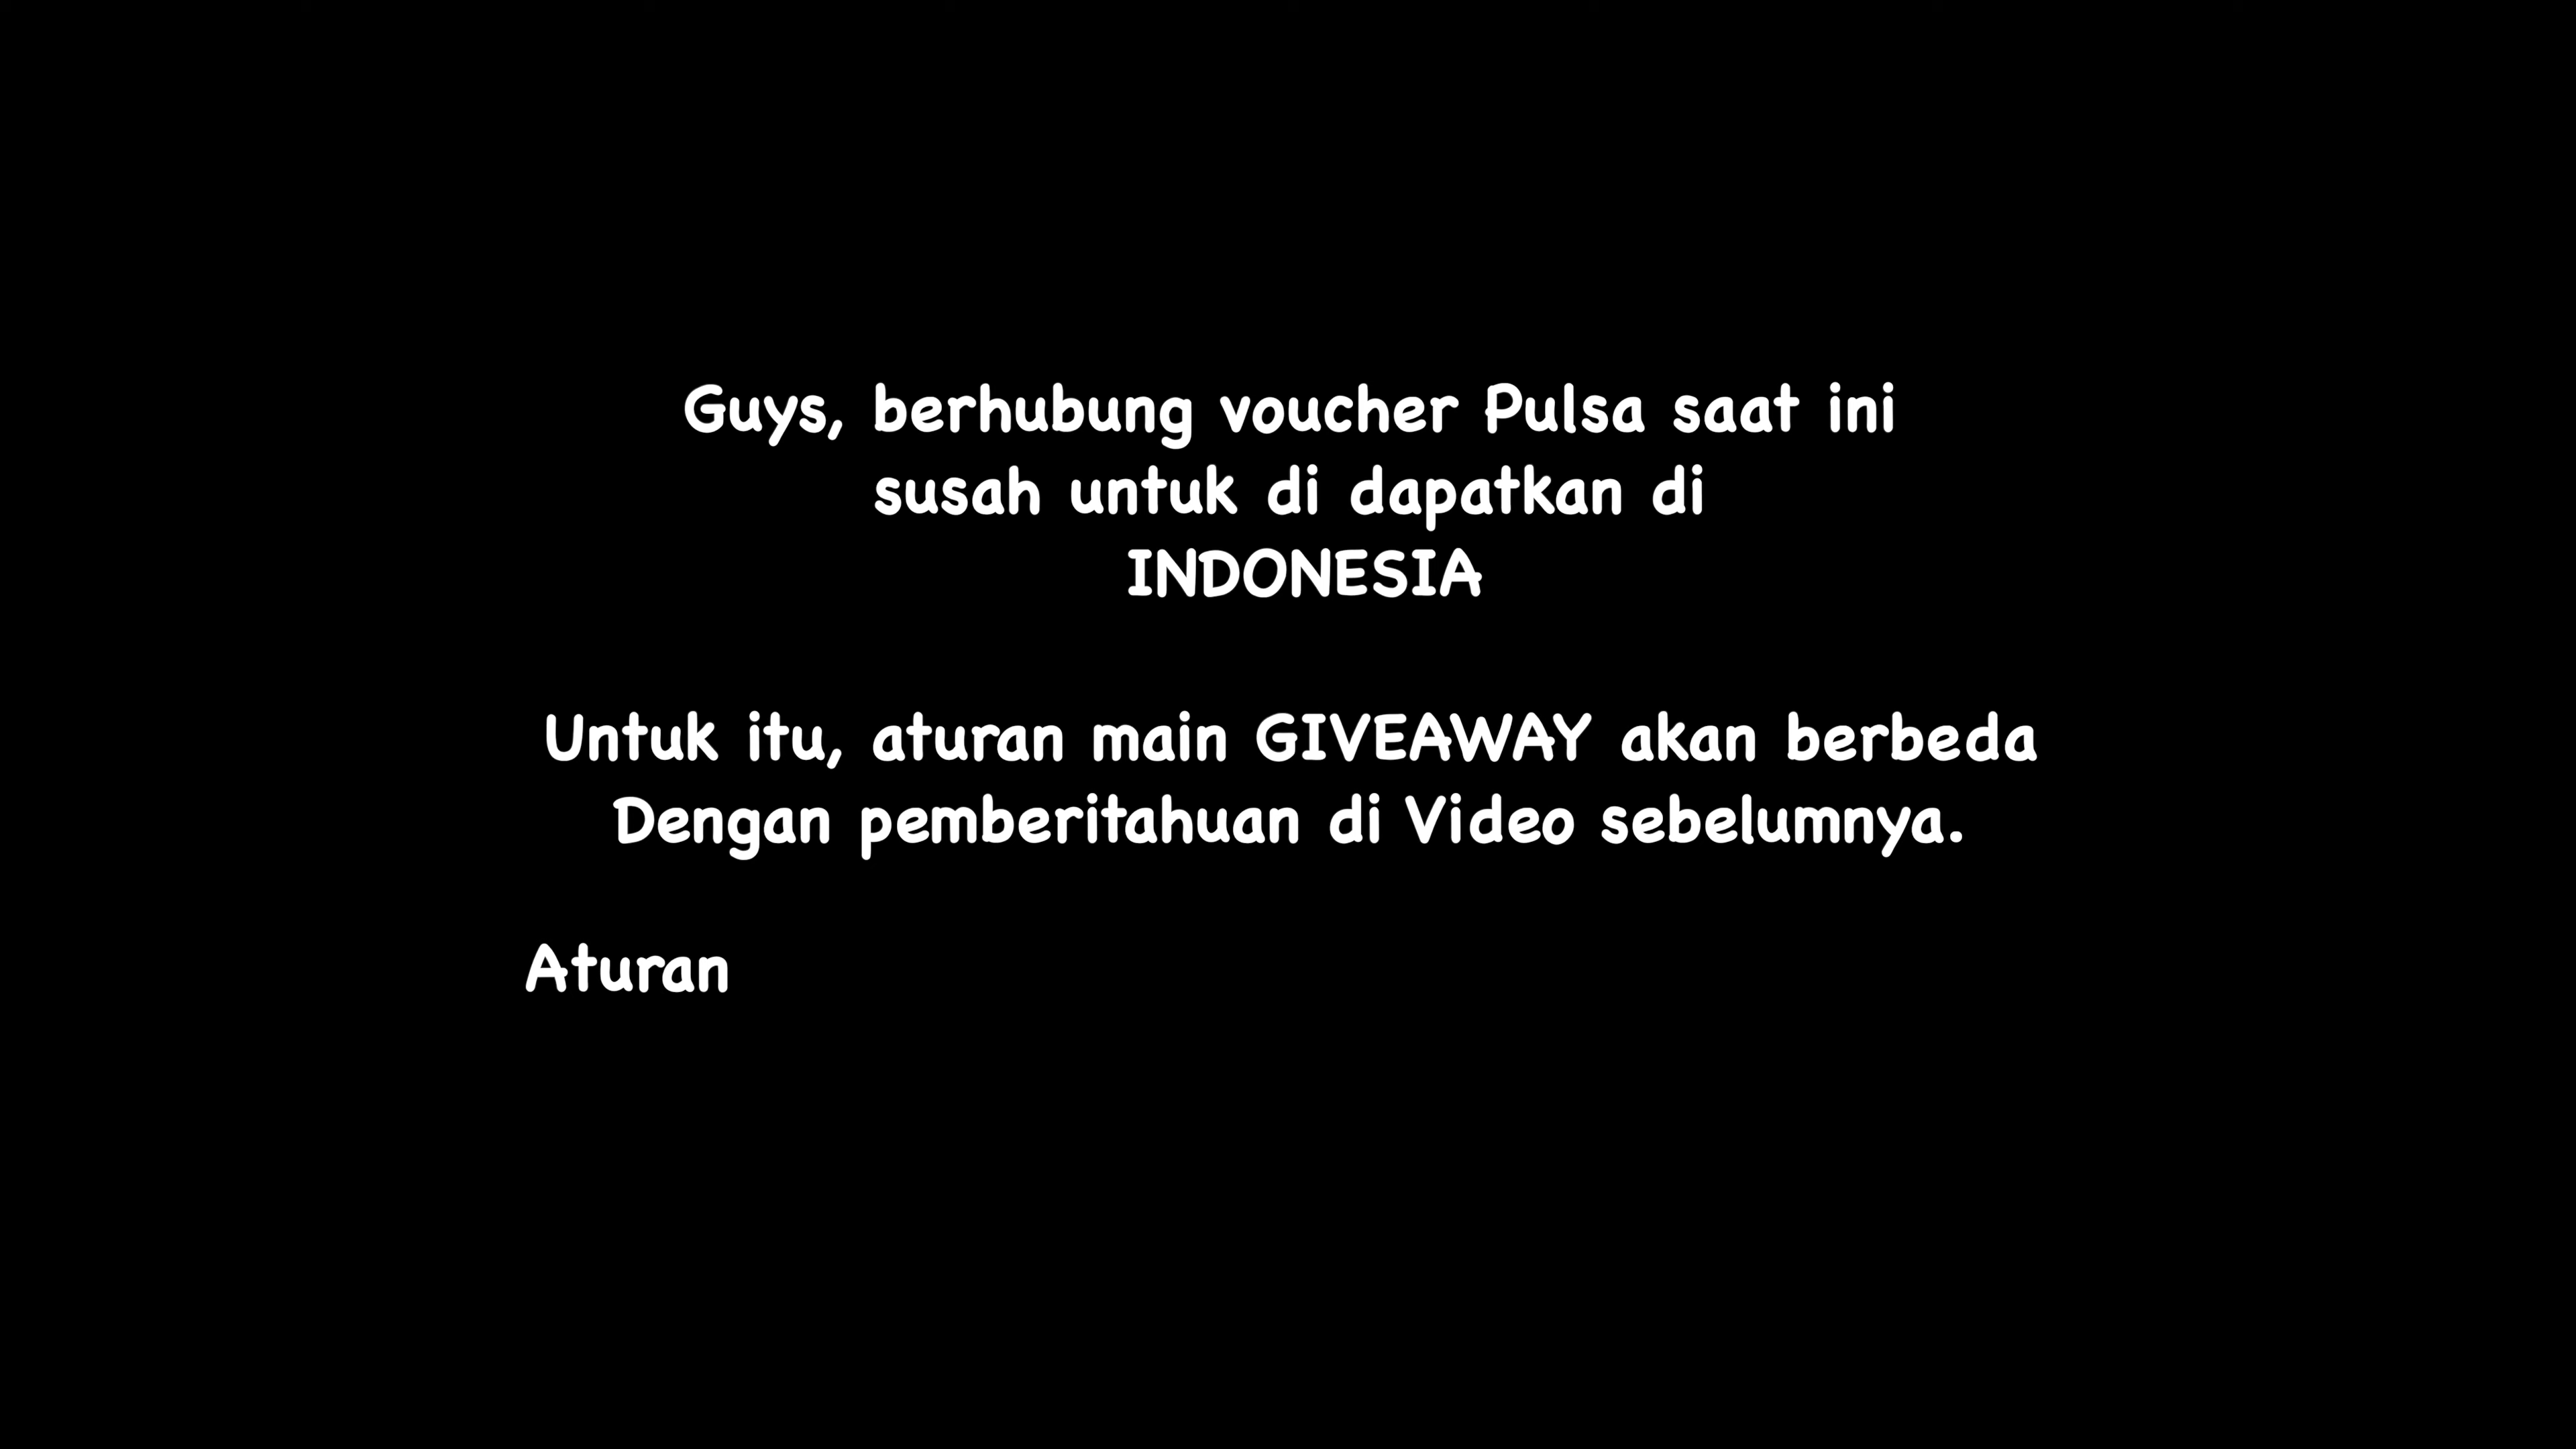 Guys, berhubung voucher Pulsa saat ini
susah untuk di dapatkan di
INDONESIA
Untuk itu, aturan main GIVEAWAY akan berbeda
Dengan pemberitahuan di Video sebelumnya.
Aturan